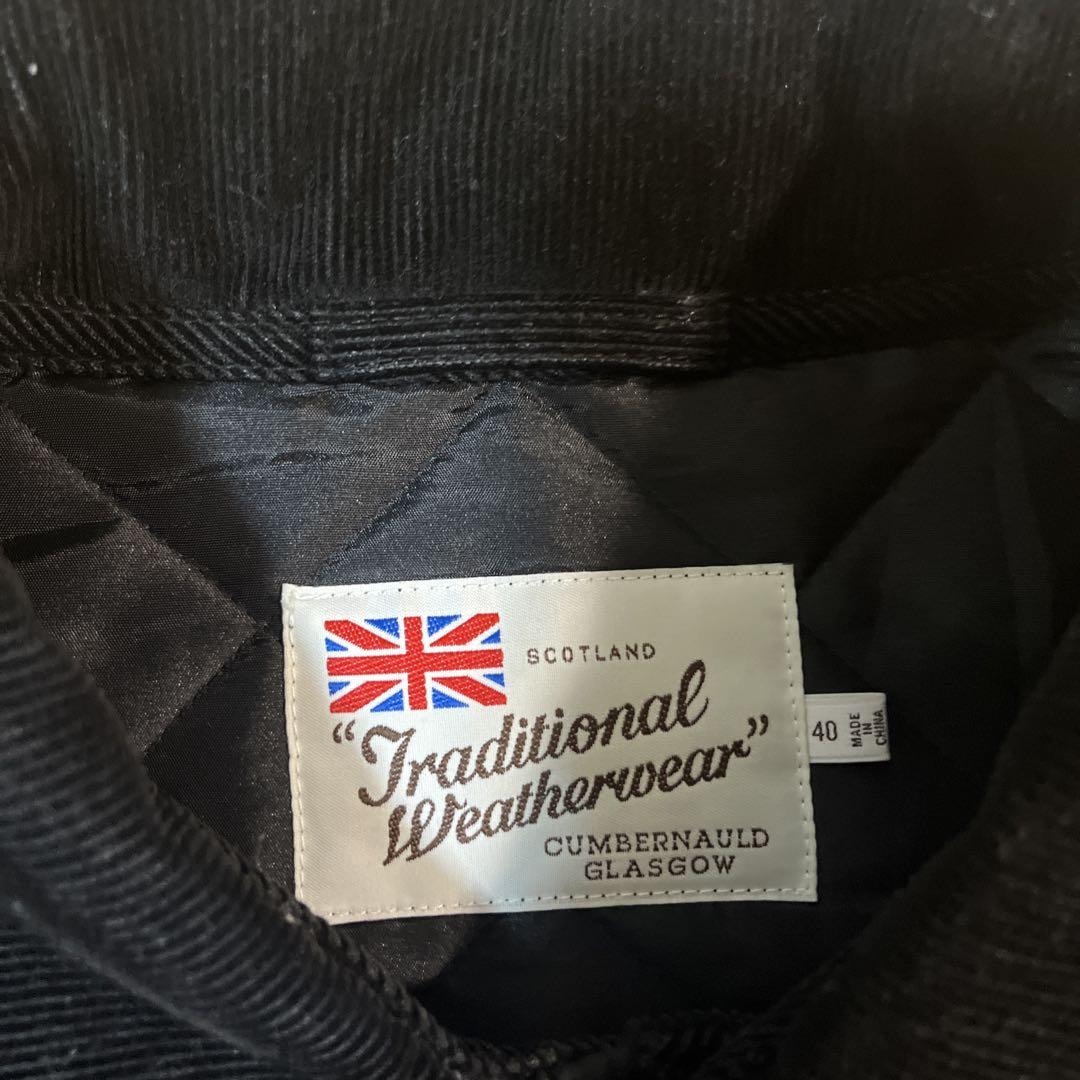 SCOTLAND
"Traditional
Weatherwear"
CUMBERNAULD
GLASGOW
40
MADE
IN
CHINA